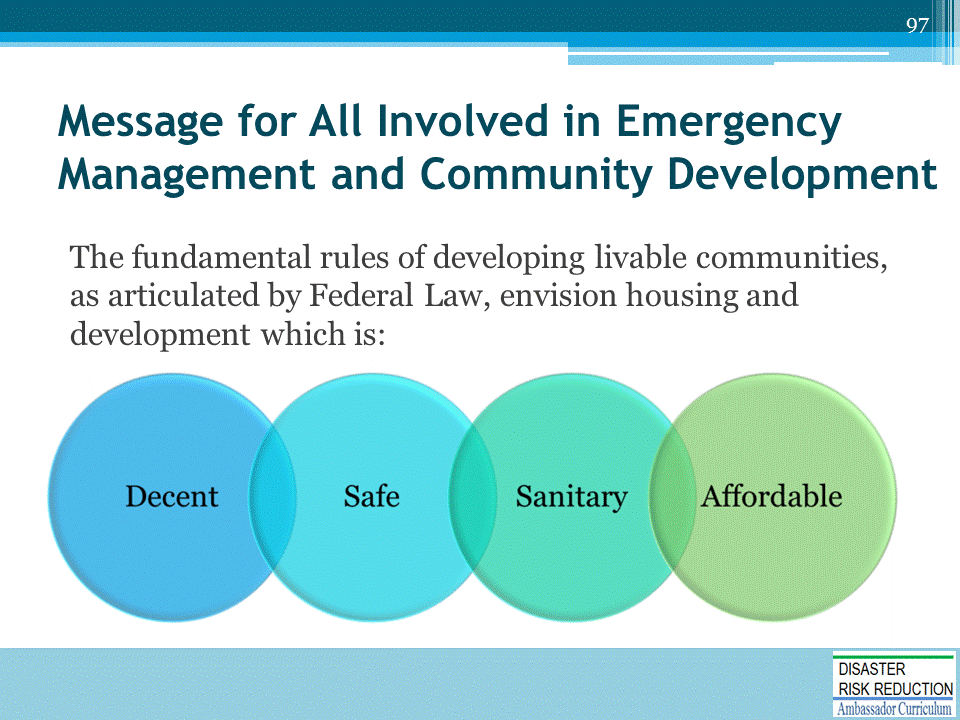 97
Message for All Involved in Emergency
Management and Community Development
The fundamental rules of developing livable communities,
as articulated by Federal Law, envision housing and
development which is:
Decent
Safe
Sanitary
Affordable
DISASTER
RISK REDUCTION
Ambassador Curriculum